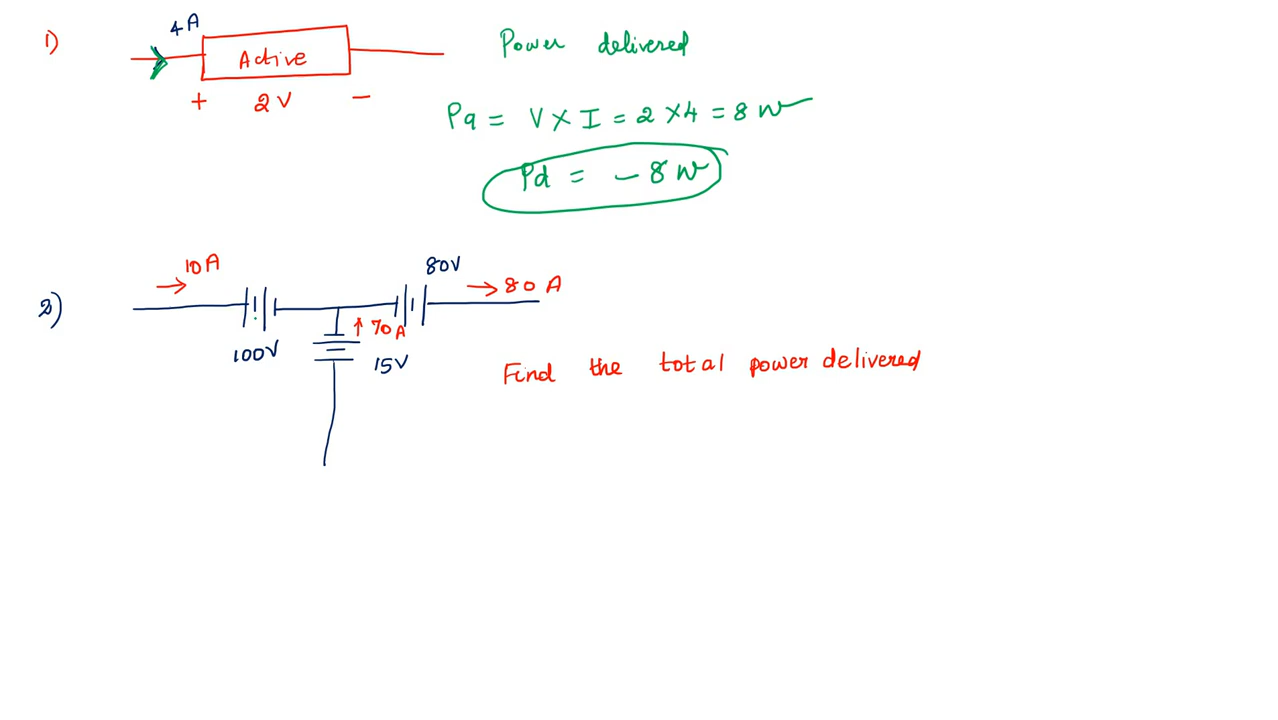 1)
4A
Active
+ 2V -
Power delivered
Pa = V X I = 2 X 4 = 8 W
Pd = - 8 W
2)
10A
100V
70A
15V
80V
80 A
Find the total power delivered